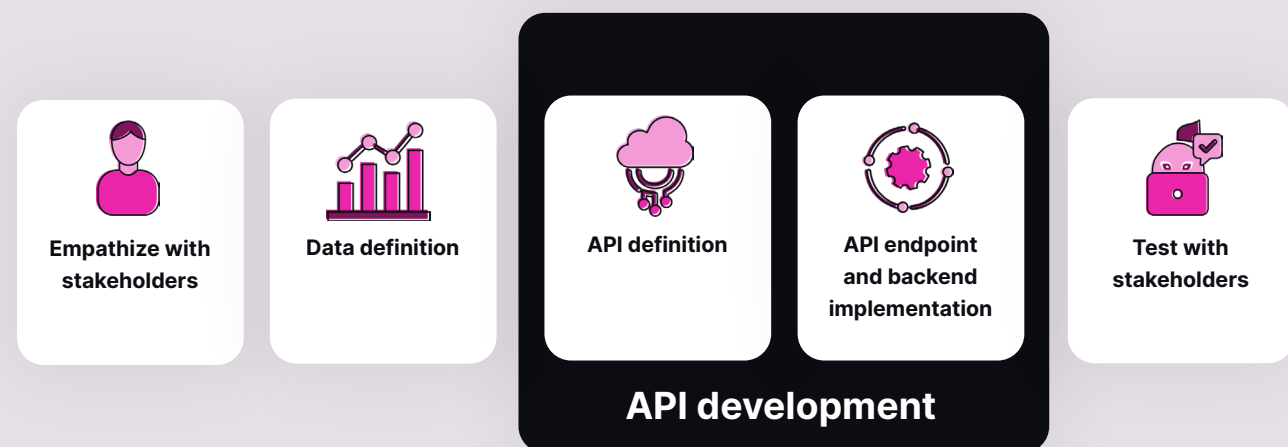 Empathize with
stakeholders
Data definition
API definition
API endpoint
and backend
implementation
Test with
stakeholders
API development